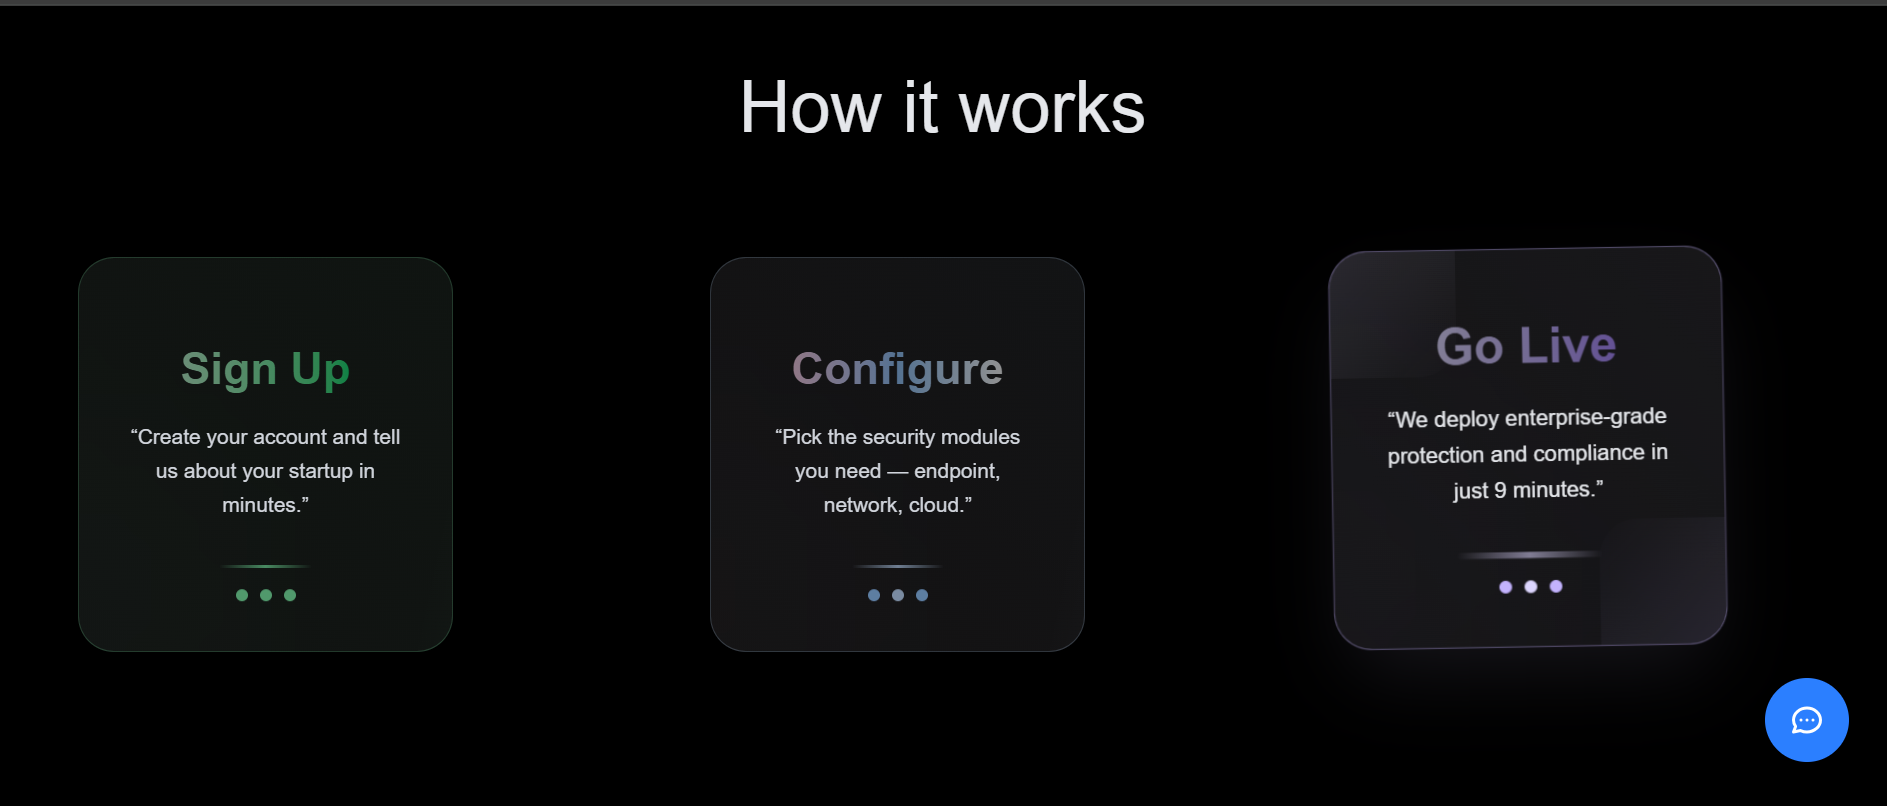 How it works
Sign Up
“Create your account and tell
us about your startup in
minutes.”
Configure
“Pick the security modules
you need — endpoint,
network, cloud.”
Go Live
“We deploy enterprise-grade
protection and compliance in
just 9 minutes.”